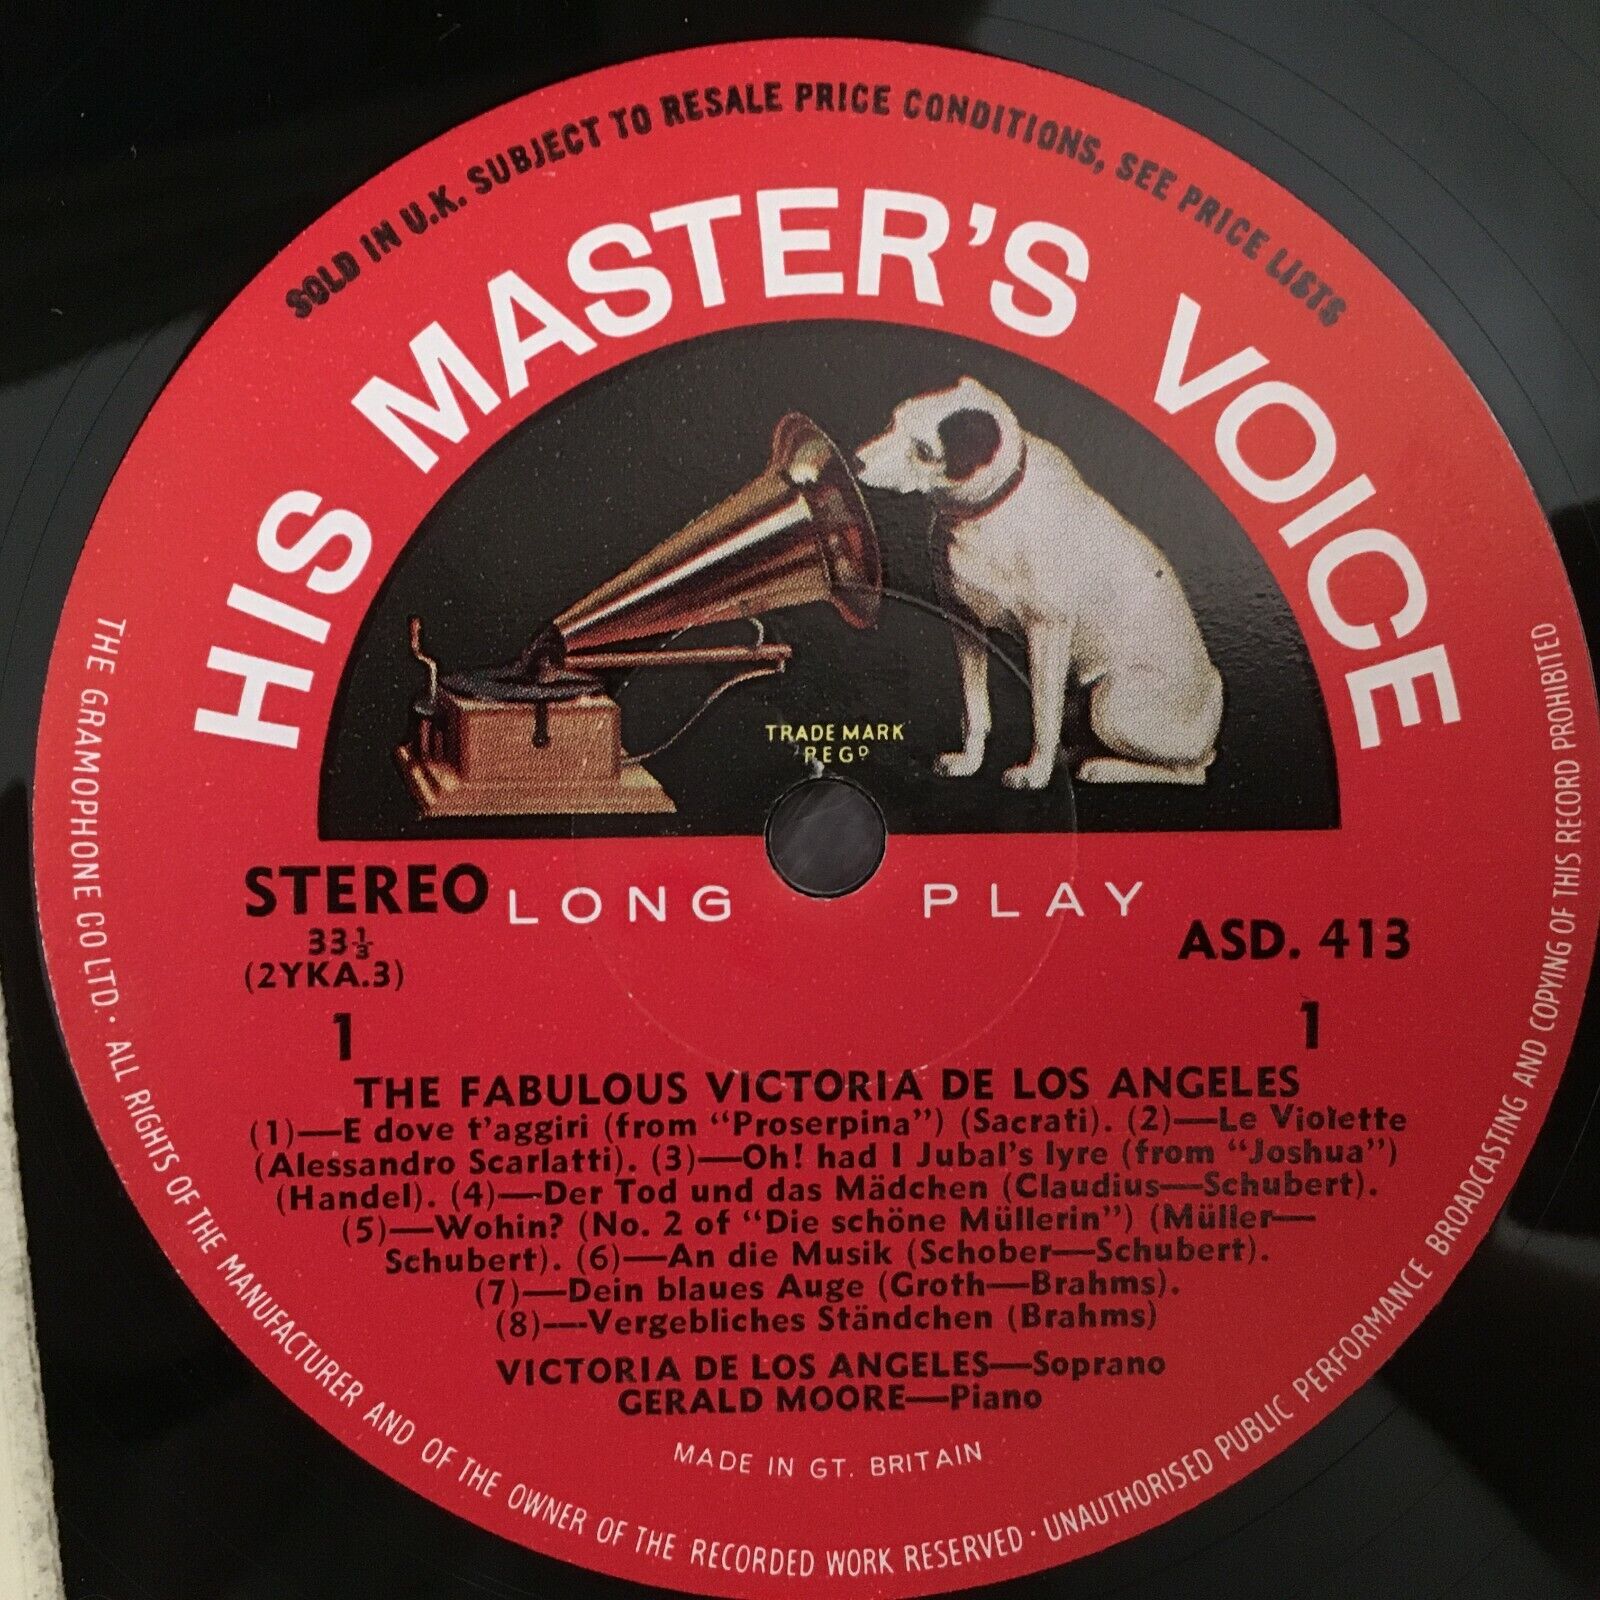 SOLD IN U.K. SUBJECT TO RESALE PRICE CONDITIONS, SEE PRICE LISTS
HIS MASTER'S VOICE
TRADE MARK
REGD
STEREO LONG PLAY
33⅓
(2YKA.3)
ASD. 413
1 1
THE FABULOUS VICTORIA DE LOS ANGELES
(1)—E dove t'aggiri (from "Proserpina") (Sacrati). (2)—Le Violette
(Alessandro Scarlatti). (3)—Oh! had I Jubal's lyre (from "Joshua")
(Handel). (4)—Der Tod und das Mädchen (Claudius—Schubert).
(5)—Wohin? (No. 2 of "Die schöne Müllerin") (Müller—
Schubert). (6)—An die Musik (Schober—Schubert).
(7)—Dein blaues Auge (Groth—Brahms).
(8)—Vergebliches Ständchen (Brahms)
VICTORIA DE LOS ANGELES—Soprano
GERALD MOORE—Piano
MADE IN GT. BRITAIN
THE GRAMOPHONE CO LTD. · ALL RIGHTS OF THE MANUFACTURER AND OF THE OWNER OF THE RECORDED WORK RESERVED · UNAUTHORISED PUBLIC PERFORMANCE BROADCASTING AND COPYING OF THIS RECORD PROHIBITED